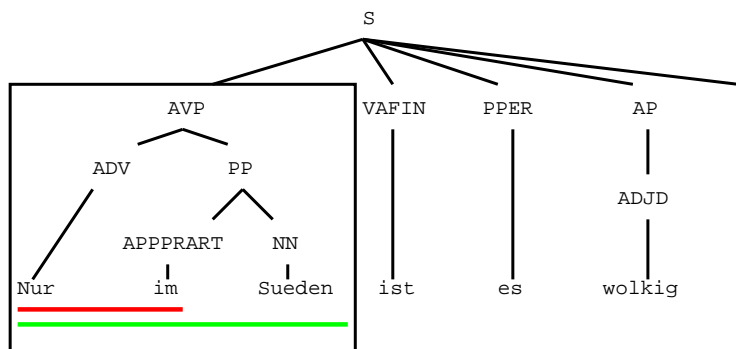 S
AVP VAFIN PPER AP
ADV PP
ADJD
APPPRART NN
Nur im Sueden ist es wolkig